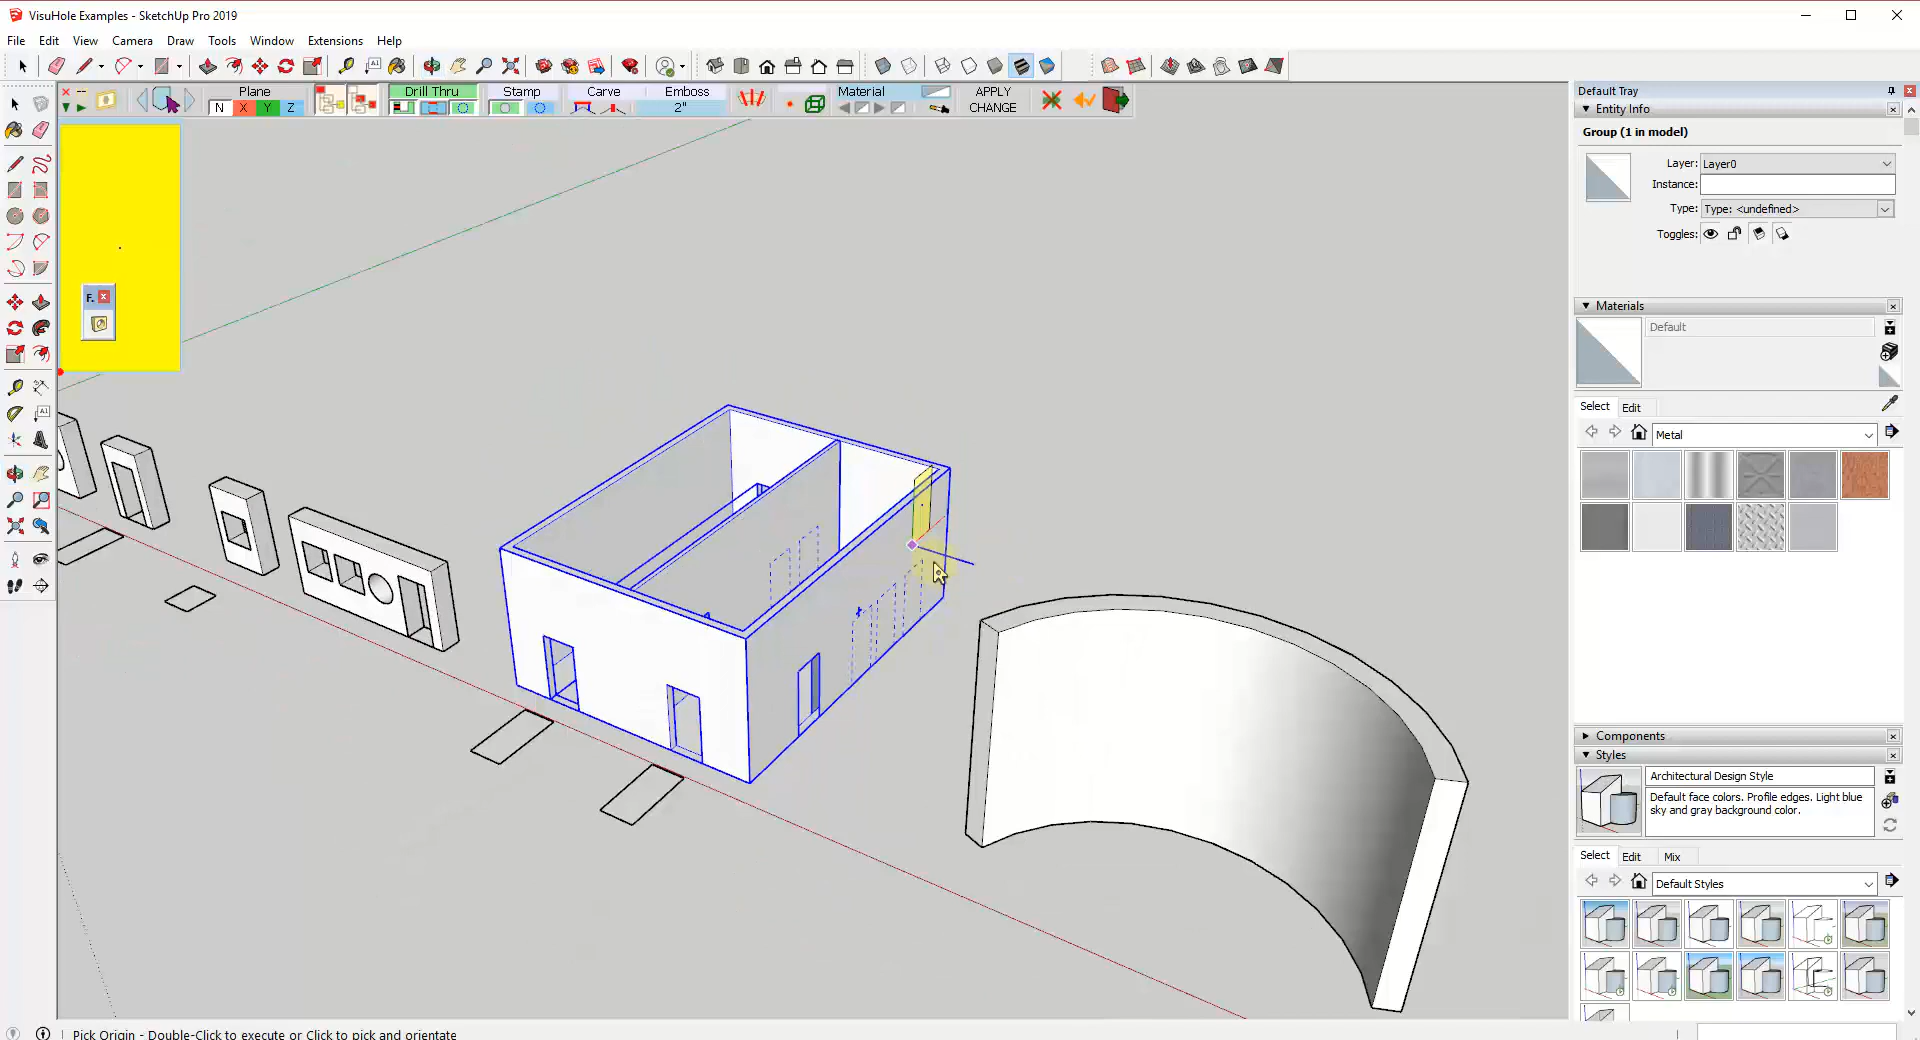 VisuHole Examples - SketchUp Pro 2019
File Edit View Camera Draw Tools Window Extensions Help
Plane
N X Y Z
Drill Thru
Stamp
Carve
Emboss
2"
Material
APPLY
CHANGE
F.
A1
A1
Default Tray
Entity Info
Group (1 in model)
Layer: Layer0
Instance:
Type: Type: <undefined>
Toggles:
Materials
Default
Select Edit
Metal
Components
Styles
Architectural Design Style
Default face colors. Profile edges. Light blue
sky and gray background color.
Select Edit Mix
Default Styles
Pick Origin - Double-Click to execute or Click to pick and orientate